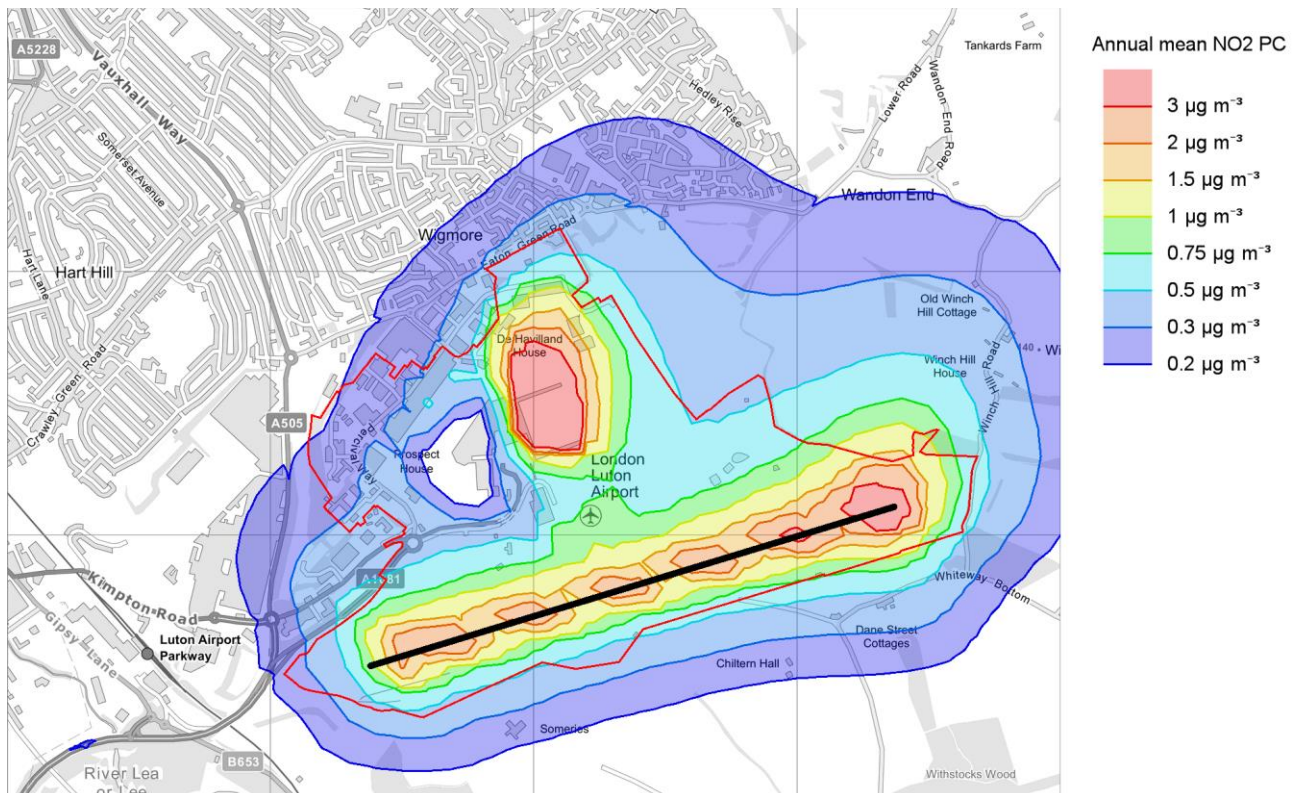 A5228
Vauxhall Way
Somerset Avenue
Hart Lane
Hart Hill
Crawley Green Road
A505
Wigmore
Eaton Green Road
Hedley Rise
Tankards Farm
Lower Road
Wandon End Road
Wandon End
Old Winch
Hill Cottage
140
Wi
Winch Hill
House
Winch Hill Road
De Havilland
House
Percival Way
Prospect
House
London
Luton
Airport
A1081
Kimpton Road
Gipsy Lane
Luton Airport
Parkway
Whiteway Bottom
Dane Street
Cottages
Chiltern Hall
Someries
B653
River Lea
or Lee
Withstocks Wood
Annual mean NO2 PC
3 µg m⁻³
2 µg m⁻³
1.5 µg m⁻³
1 µg m⁻³
0.75 µg m⁻³
0.5 µg m⁻³
0.3 µg m⁻³
0.2 µg m⁻³